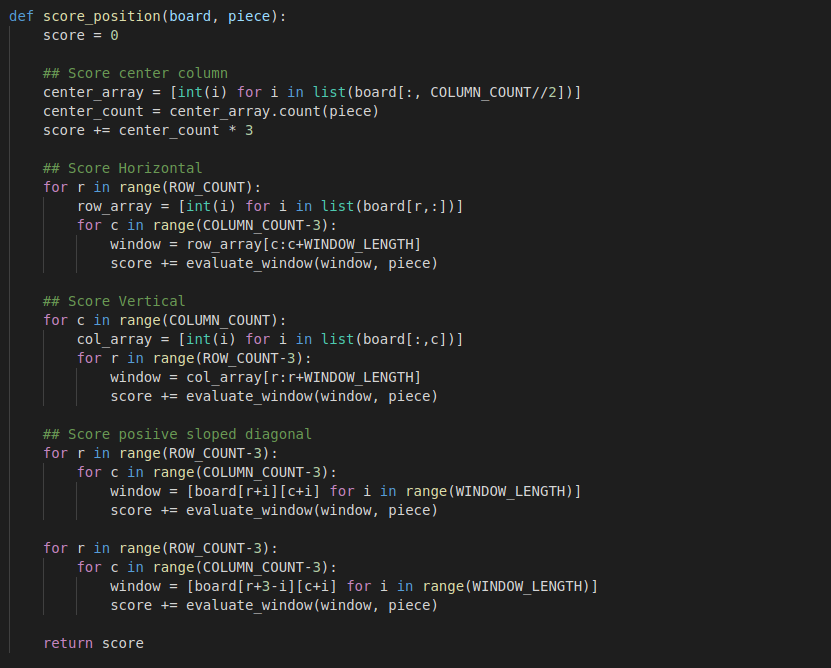 def score_position(board, piece):
    score = 0

    ## Score center column
    center_array = [int(i) for i in list(board[:, COLUMN_COUNT//2])]
    center_count = center_array.count(piece)
    score += center_count * 3

    ## Score Horizontal
    for r in range(ROW_COUNT):
        row_array = [int(i) for i in list(board[r,:])]
        for c in range(COLUMN_COUNT-3):
            window = row_array[c:c+WINDOW_LENGTH]
            score += evaluate_window(window, piece)

    ## Score Vertical
    for c in range(COLUMN_COUNT):
        col_array = [int(i) for i in list(board[:,c])]
        for r in range(ROW_COUNT-3):
            window = col_array[r:r+WINDOW_LENGTH]
            score += evaluate_window(window, piece)

    ## Score posiive sloped diagonal
    for r in range(ROW_COUNT-3):
        for c in range(COLUMN_COUNT-3):
            window = [board[r+i][c+i] for i in range(WINDOW_LENGTH)]
            score += evaluate_window(window, piece)

    for r in range(ROW_COUNT-3):
        for c in range(COLUMN_COUNT-3):
            window = [board[r+3-i][c+i] for i in range(WINDOW_LENGTH)]
            score += evaluate_window(window, piece)

    return score